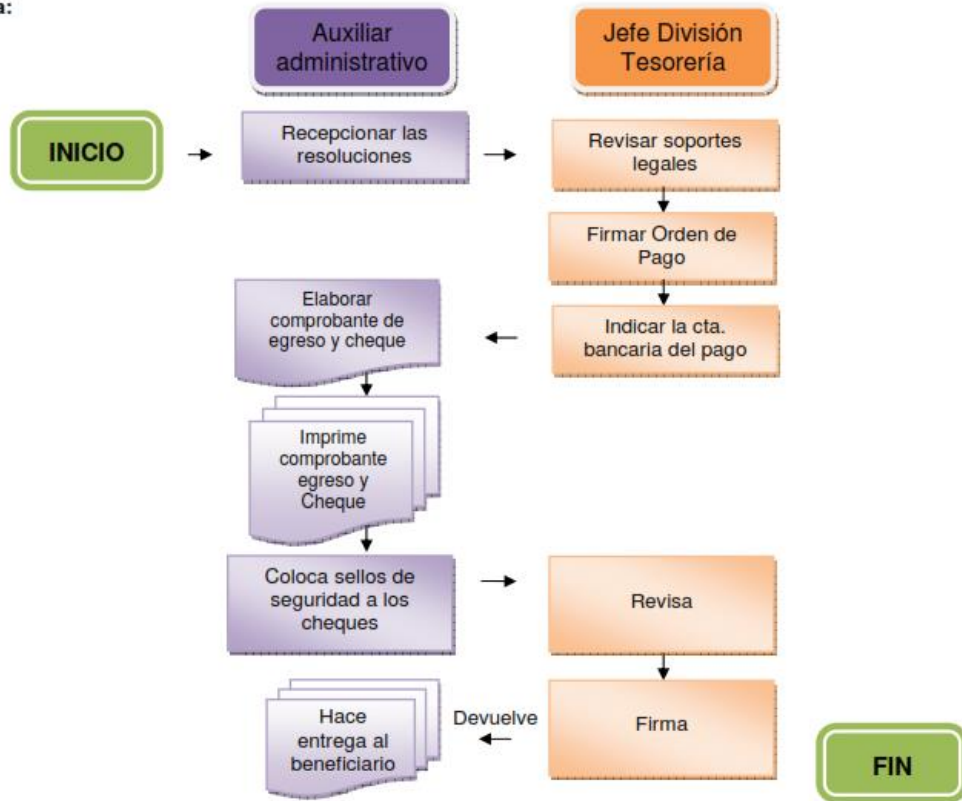 a:
Auxiliar
administrativo
Jefe División
Tesorería
INICIO
Recepcionar las
resoluciones
Revisar soportes
legales
Firmar Orden de
Pago
Indicar la cta.
bancaria del pago
Elaborar
comprobante de
egreso y cheque
Imprime
comprobante
egreso y
Cheque
Coloca sellos de
seguridad a los
cheques
Revisa
Firma
Devuelve
Hace
entrega al
beneficiario
FIN